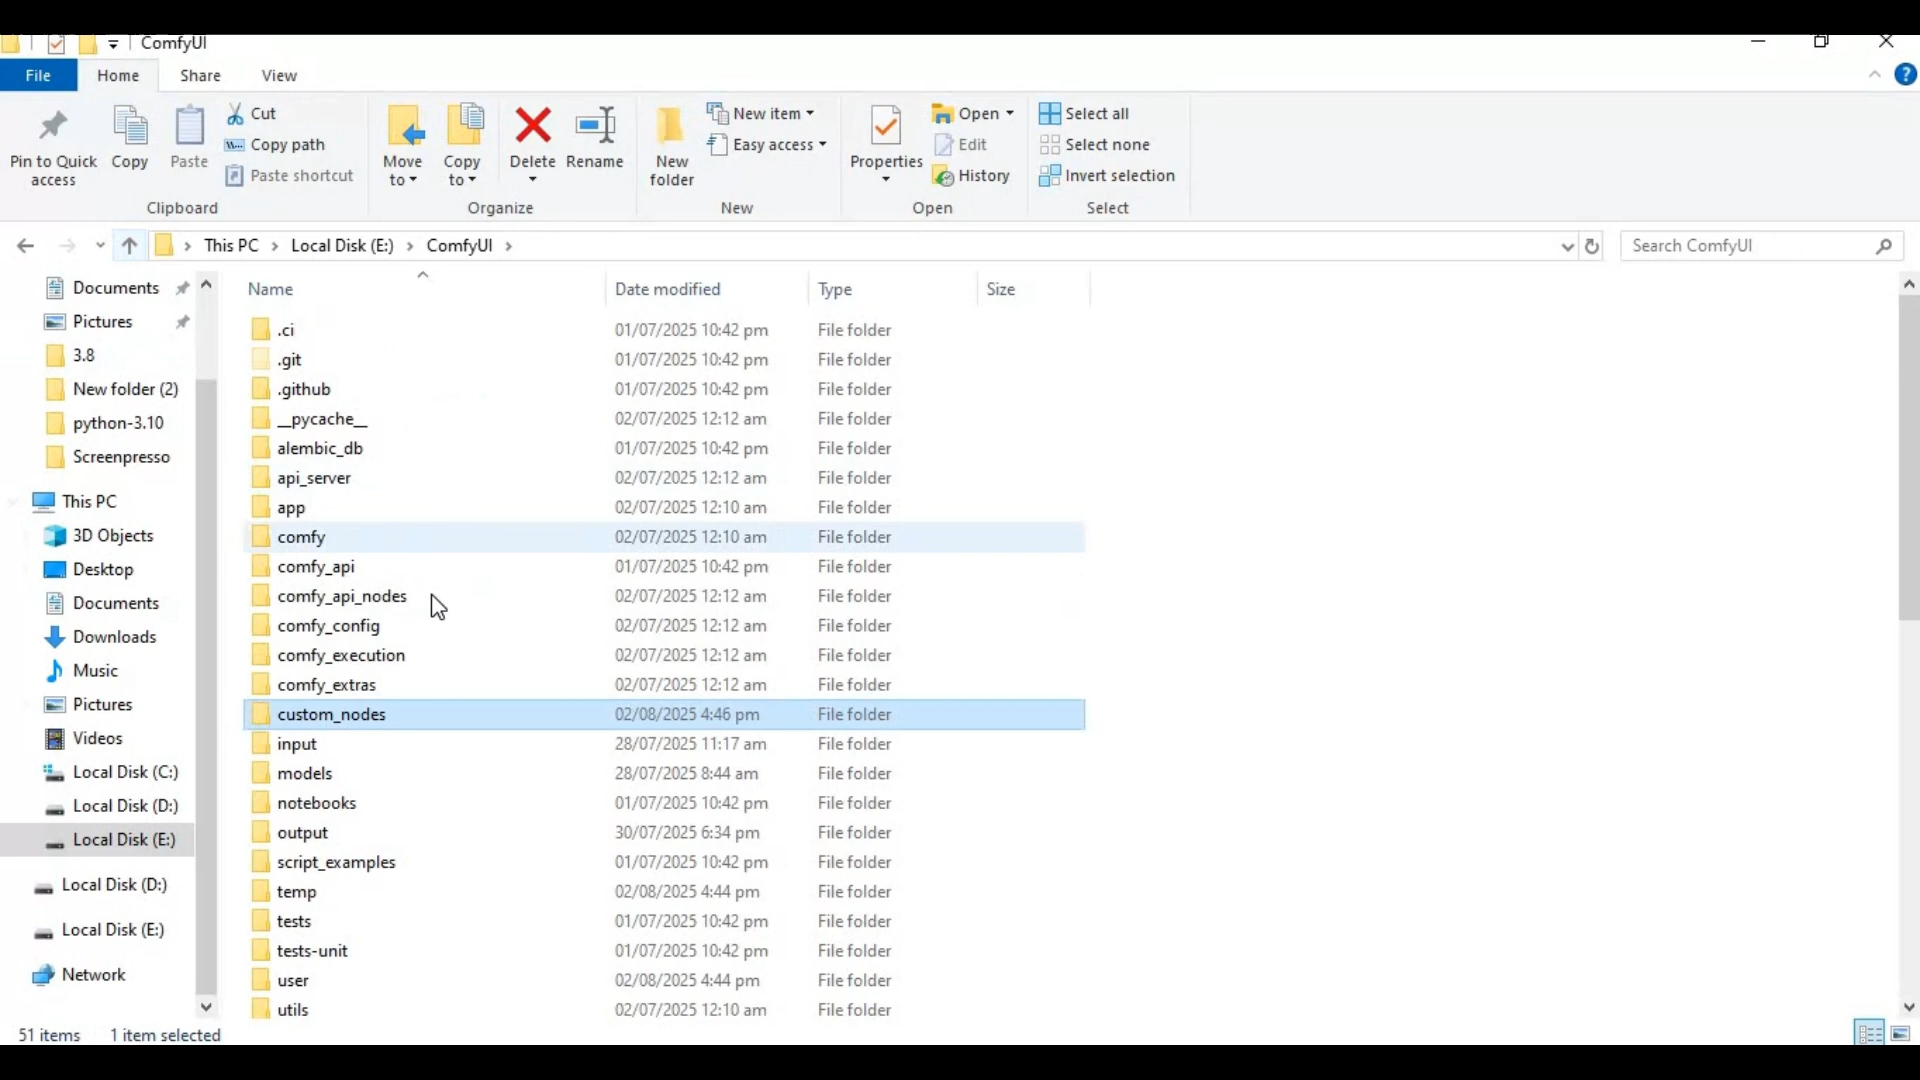 ComfyUI
File Home Share View
Pin to Quick access
Copy
Paste
Cut
Copy path
Paste shortcut
Clipboard
Move to
Copy to
Delete
Rename
Organize
New folder
New item
Easy access
New
Properties
Open
Edit
History
Open
Select all
Select none
Invert selection
Select
This PC > Local Disk (E:) > ComfyUI >
Search ComfyUI
Documents
Pictures
3.8
New folder (2)
python-3.10
Screenpresso
This PC
3D Objects
Desktop
Documents
Downloads
Music
Pictures
Videos
Local Disk (C:)
Local Disk (D:)
Local Disk (E:)
Local Disk (D:)
Local Disk (E:)
Network
Name Date modified Type Size
.ci 01/07/2025 10:42 pm File folder
.git 01/07/2025 10:42 pm File folder
.github 01/07/2025 10:42 pm File folder
__pycache__ 02/07/2025 12:12 am File folder
alembic_db 01/07/2025 10:42 pm File folder
api_server 02/07/2025 12:12 am File folder
app 02/07/2025 12:10 am File folder
comfy 02/07/2025 12:10 am File folder
comfy_api 01/07/2025 10:42 pm File folder
comfy_api_nodes 02/07/2025 12:12 am File folder
comfy_config 02/07/2025 12:12 am File folder
comfy_execution 02/07/2025 12:12 am File folder
comfy_extras 02/07/2025 12:12 am File folder
custom_nodes 02/08/2025 4:46 pm File folder
input 28/07/2025 11:17 am File folder
models 28/07/2025 8:44 am File folder
notebooks 01/07/2025 10:42 pm File folder
output 30/07/2025 6:34 pm File folder
script_examples 01/07/2025 10:42 pm File folder
temp 02/08/2025 4:44 pm File folder
tests 01/07/2025 10:42 pm File folder
tests-unit 01/07/2025 10:42 pm File folder
user 02/08/2025 4:44 pm File folder
utils 02/07/2025 12:10 am File folder
51 items 1 item selected